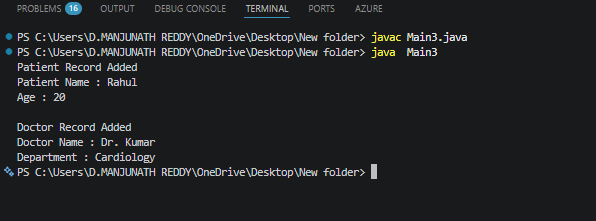 PROBLEMS 16 OUTPUT DEBUG CONSOLE TERMINAL PORTS AZURE
PS C:\Users\D.MANJUNATH REDDY\OneDrive\Desktop\New folder> javac Main3.java
PS C:\Users\D.MANJUNATH REDDY\OneDrive\Desktop\New folder> java  Main3
Patient Record Added
Patient Name : Rahul
Age : 20
Doctor Record Added
Doctor Name : Dr. Kumar
Department : Cardiology
PS C:\Users\D.MANJUNATH REDDY\OneDrive\Desktop\New folder>